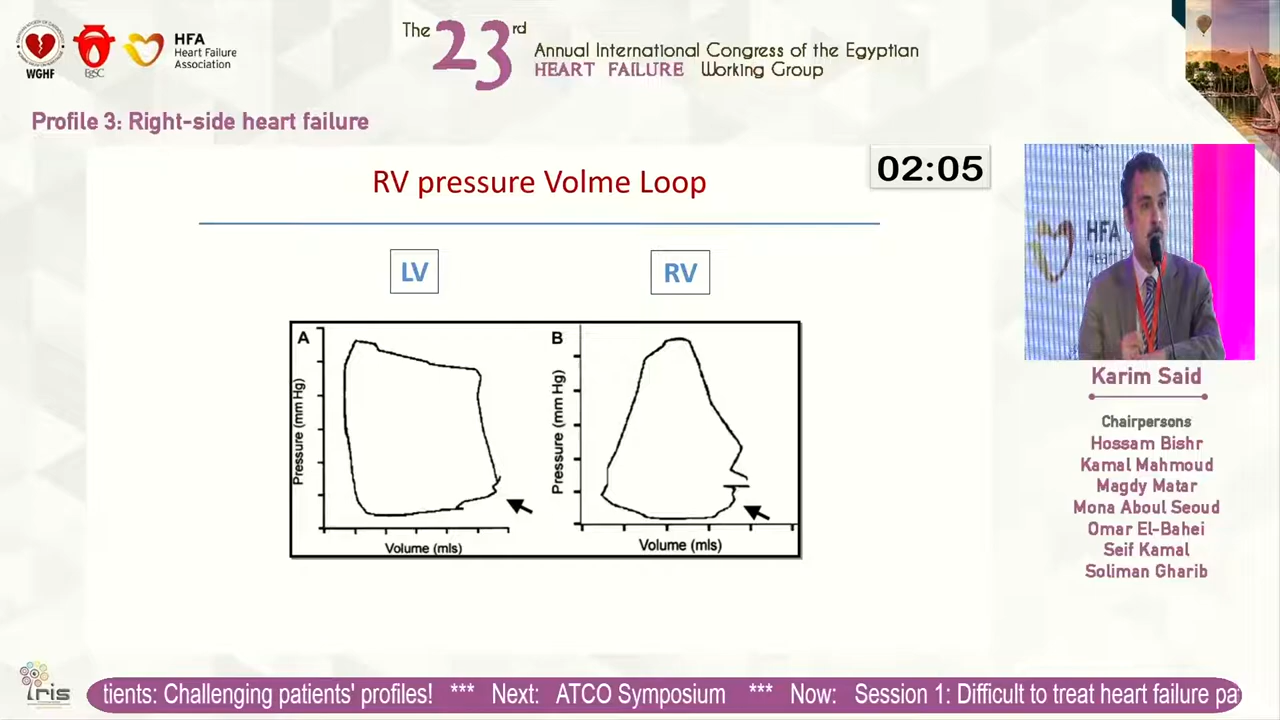 WGHF
EgSC
HFA
Heart Failure
Association
The 23rd
Annual International Congress of the Egyptian
HEART FAILURE Working Group
Profile 3: Right-side heart failure
02:05
RV pressure Volme Loop
LV
RV
A
Pressure (mm Hg)
Volume (mls)
B
Pressure (mm Hg)
Volume (mls)
HFA
Karim Said
Chairpersons
Hossam Bishr
Kamal Mahmoud
Magdy Matar
Mona Aboul Seoud
Omar El-Bahei
Seif Kamal
Soliman Gharib
iris
tients: Challenging patients' profiles! *** Next: ATCO Symposium *** Now: Session 1: Difficult to treat heart failure pa